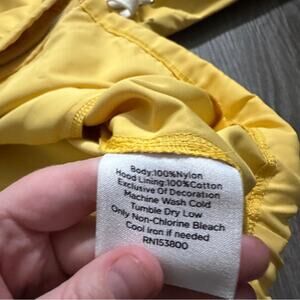 Body:100%Nylon
Hood Lining:100%Cotton
Exclusive Of Decoration
Machine Wash Cold
Tumble Dry Low
Only Non-Chlorine Bleach
Cool iron if needed
RN153800